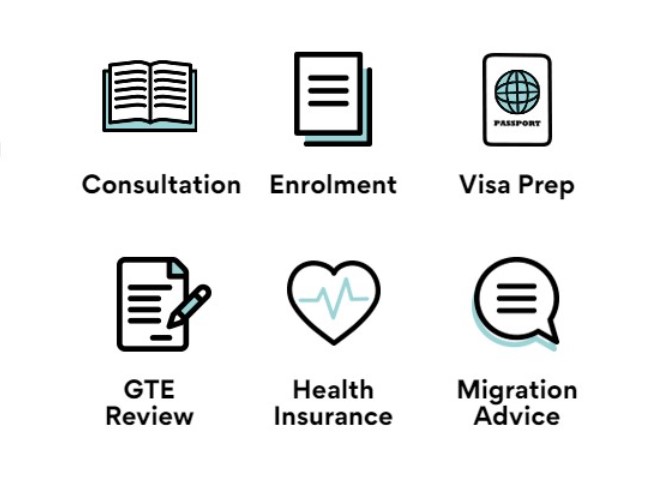 PASSPORT
Consultation Enrolment Visa Prep
GTE Review
Health Insurance
Migration Advice